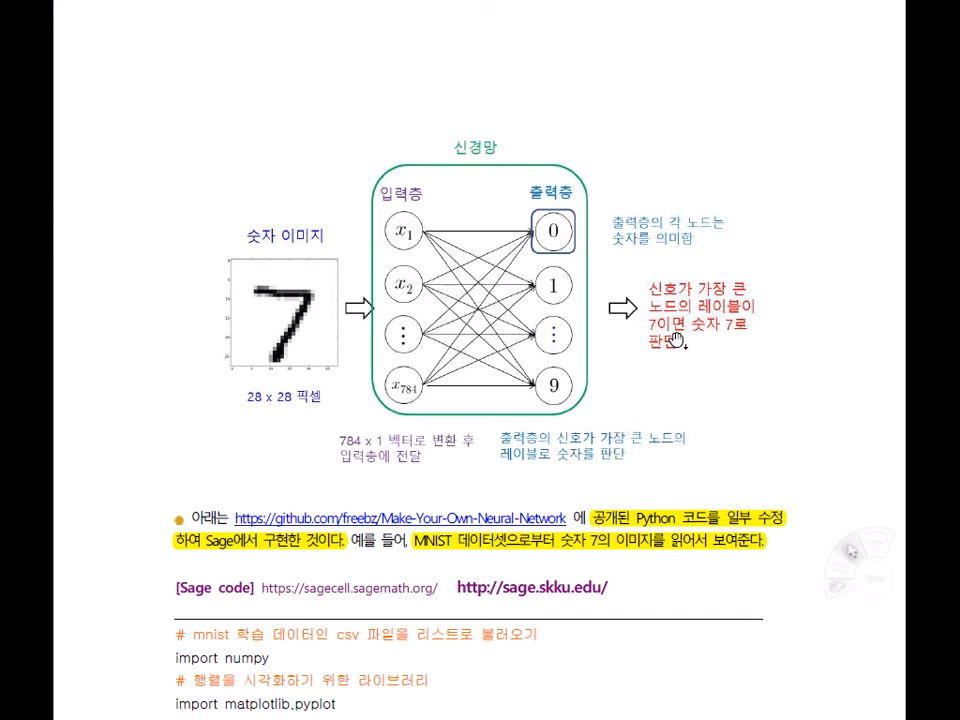 신경망
입력층
출력층
숫자 이미지
x1
x2
⋮
x784
0
1
⋮
9
출력층의 각 노드는
숫자를 의미함
신호가 가장 큰
노드의 레이블이
7이면 숫자 7로
판단
28 x 28 픽셀
784 x 1 벡터로 변환 후
입력층에 전달
출력층의 신호가 가장 큰 노드의
레이블로 숫자를 판단
아래는 https://github.com/freebz/Make-Your-Own-Neural-Network 에 공개된 Python 코드를 일부 수정
하여 Sage에서 구현한 것이다. 예를 들어, MNIST 데이터셋으로부터 숫자 7의 이미지를 읽어서 보여준다.
[Sage code] https://sagecell.sagemath.org/ http://sage.skku.edu/
# mnist 학습 데이터인 csv 파일을 리스트로 불러오기
import numpy
# 행렬을 시각화하기 위한 라이브러리
import matplotlib.pyplot